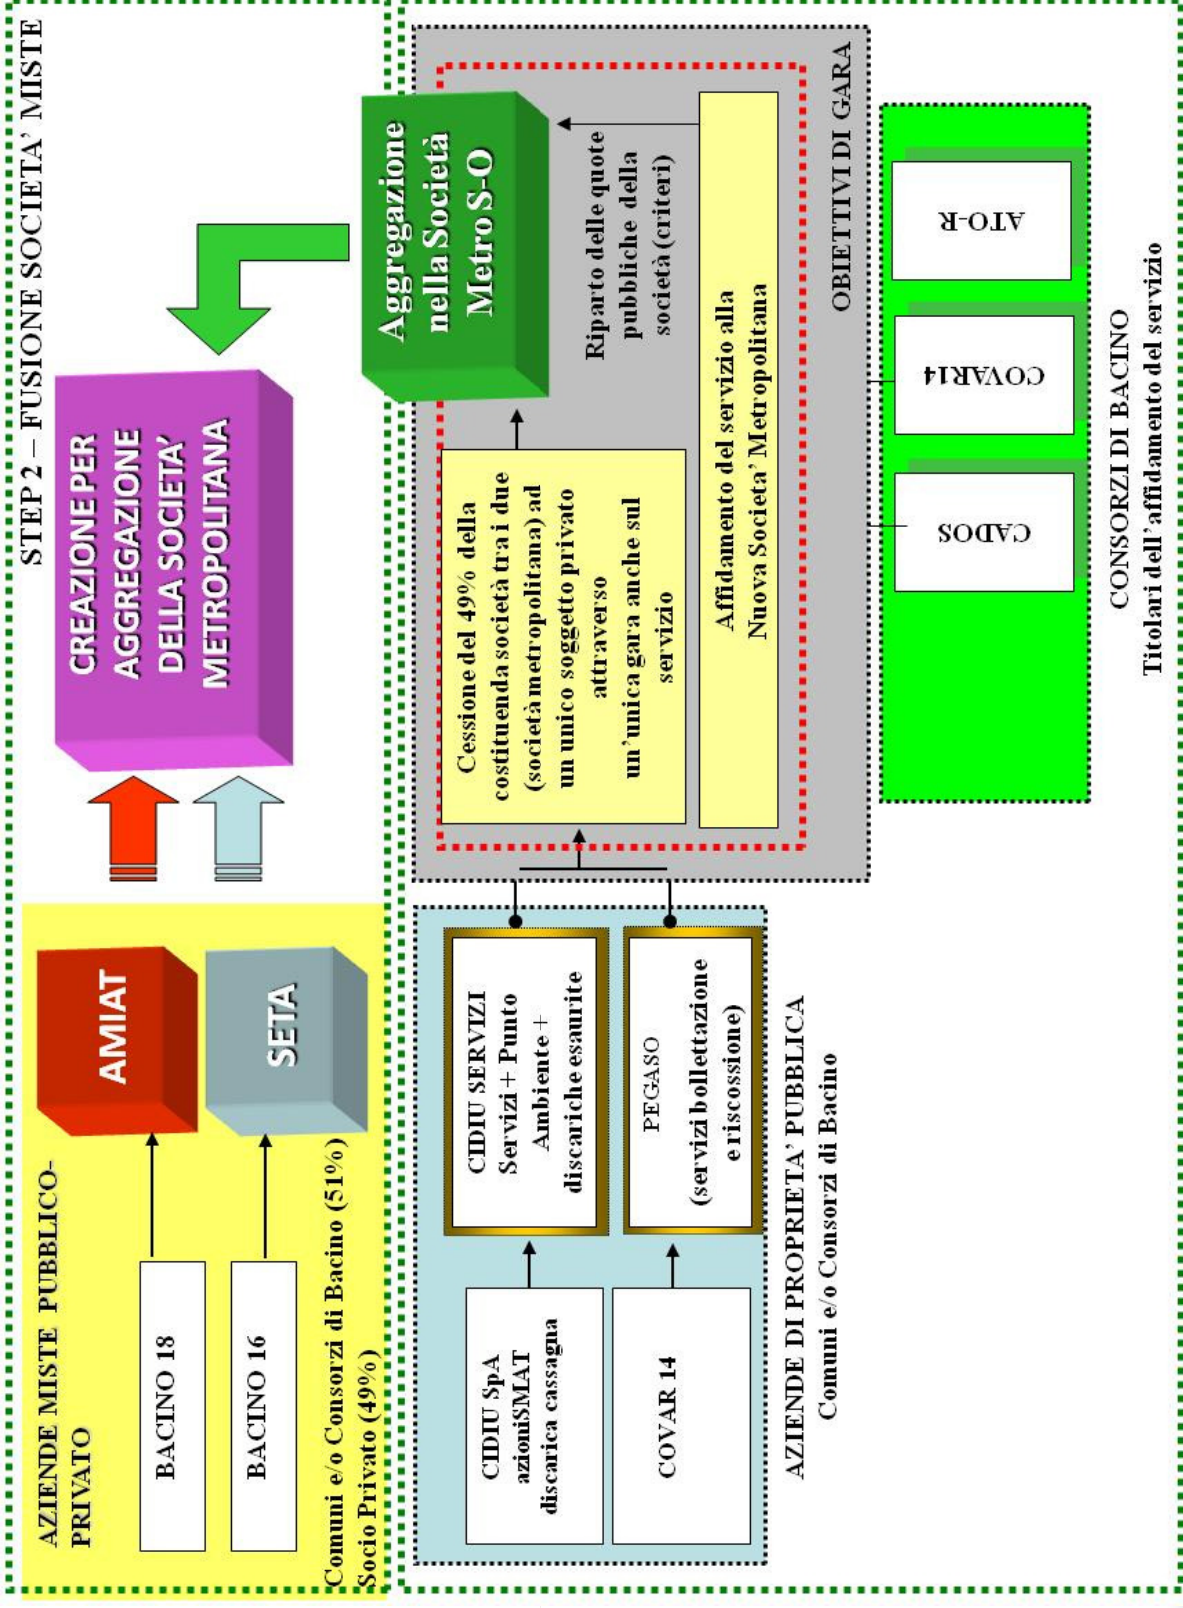 STEP 2 – FUSIONE SOCIETA’ MISTE
AZIENDE MISTE PUBBLICO-
PRIVATO
BACINO 18
BACINO 16
AMIAT
SETA
Comuni e/o Consorzi di Bacino (51%)
Socio Privato (49%)
CREAZIONE PER
AGGREGAZIONE
DELLA SOCIETA’
METROPOLITANA
CIDIU SpA
azioniSMAT
discarica cassagna
COVAR 14
CIDIU SERVIZI
Servizi + Punto
Ambiente +
discariche esaurite
PEGASO
(servizi bollettazione
e riscossione)
AZIENDE DI PROPRIETA’ PUBBLICA
Comuni e/o Consorzi di Bacino
Cessione del 49% della
costituenda società tra i due
(società metropolitana) ad
un unico soggetto privato
attraverso
un’unica gara anche sul
servizio
Aggregazione
nella Società
Metro S-O
Riparto delle quote
pubbliche della
società (criteri)
Affidamento del servizio alla
Nuova Societa’ Metropolitana
OBIETTIVI DI GARA
CADOS
COVAR14
ATO-R
CONSORZI DI BACINO
Titolari dell’affidamento del servizio